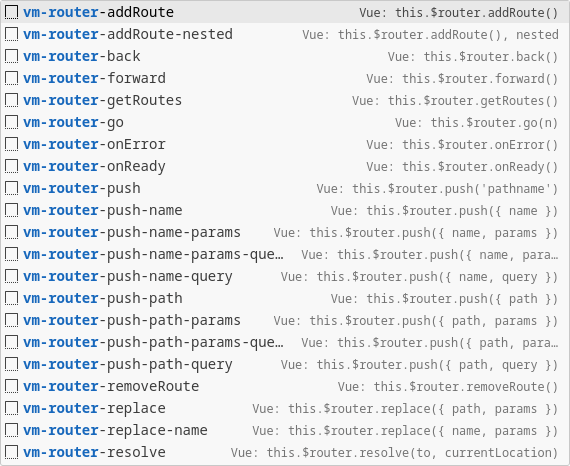 vm-router-addRoute Vue: this.$router.addRoute()
vm-router-addRoute-nested Vue: this.$router.addRoute(), nested
vm-router-back Vue: this.$router.back()
vm-router-forward Vue: this.$router.forward()
vm-router-getRoutes Vue: this.$router.getRoutes()
vm-router-go Vue: this.$router.go(n)
vm-router-onError Vue: this.$router.onError()
vm-router-onReady Vue: this.$router.onReady()
vm-router-push Vue: this.$router.push('pathname')
vm-router-push-name Vue: this.$router.push({ name })
vm-router-push-name-params Vue: this.$router.push({ name, params })
vm-router-push-name-params-que… Vue: this.$router.push({ name, para…
vm-router-push-name-query Vue: this.$router.push({ name, query })
vm-router-push-path Vue: this.$router.push({ path })
vm-router-push-path-params Vue: this.$router.push({ path, params })
vm-router-push-path-params-que… Vue: this.$router.push({ path, para…
vm-router-push-path-query Vue: this.$router.push({ path, query })
vm-router-removeRoute Vue: this.$router.removeRoute()
vm-router-replace Vue: this.$router.replace({ path, params })
vm-router-replace-name Vue: this.$router.replace({ name, params })
vm-router-resolve Vue: this.$router.resolve(to, currentLocation)